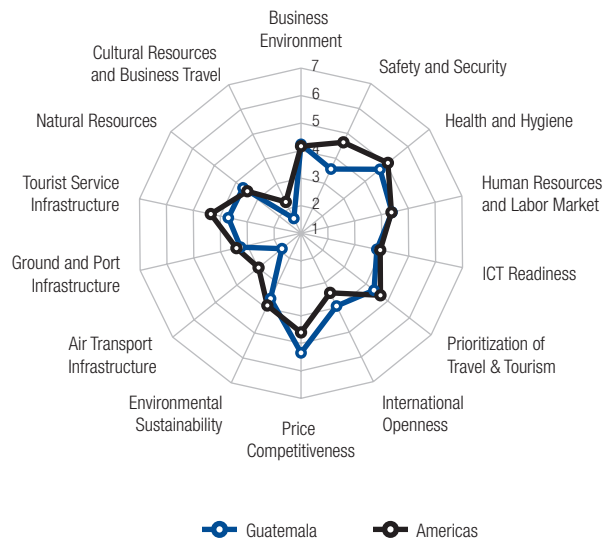 Business
Environment
Safety and Security
Health and Hygiene
Human Resources
and Labor Market
ICT Readiness
Prioritization of
Travel & Tourism
International
Openness
Price
Competitiveness
Environmental
Sustainability
Air Transport
Infrastructure
Ground and Port
Infrastructure
Tourist Service
Infrastructure
Natural Resources
Cultural Resources
and Business Travel
7
6
5
4
3
2
1
Guatemala
Americas